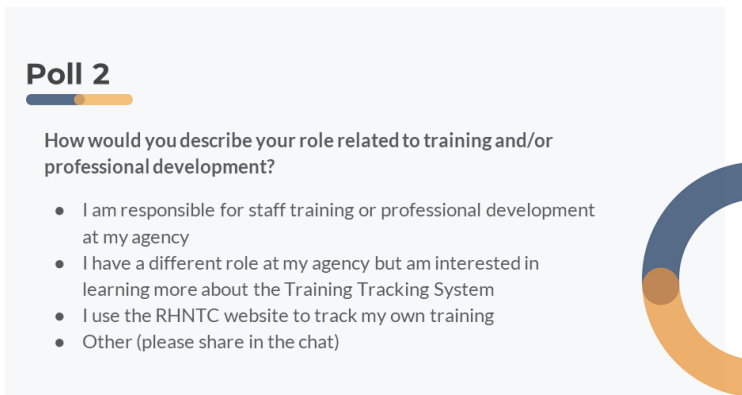 Poll 2
How would you describe your role related to training and/or
professional development?
● I am responsible for staff training or professional development
at my agency
● I have a different role at my agency but am interested in
learning more about the Training Tracking System
● I use the RHNTC website to track my own training
● Other (please share in the chat)